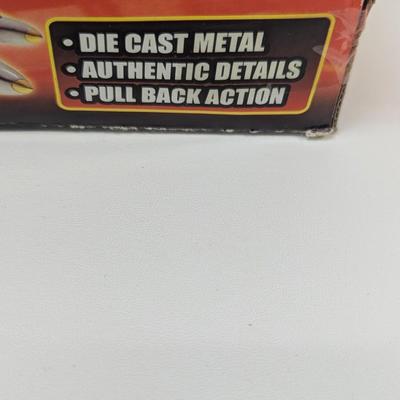 • DIE CAST METAL
• AUTHENTIC DETAILS
• PULL BACK ACTION